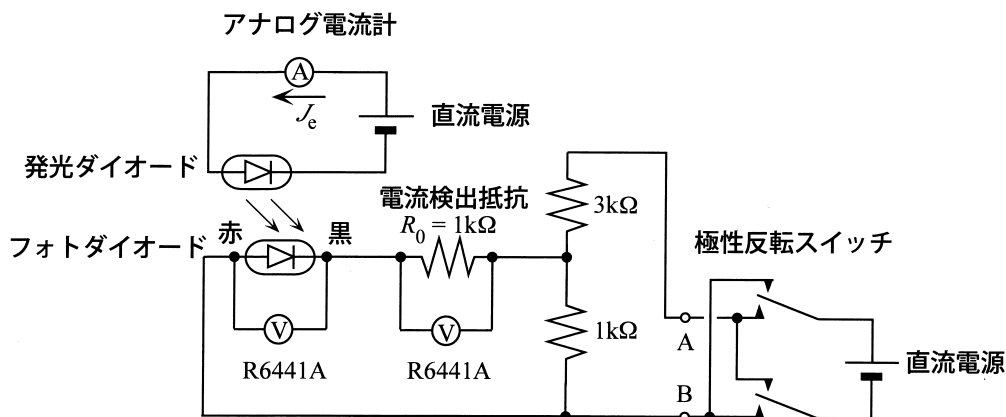 アナログ電流計
A
Je
直流電源
発光ダイオード
電流検出抵抗
R0 = 1kΩ
3kΩ
フォトダイオード
赤
黒
極性反転スイッチ
V
V
1kΩ
R6441A
R6441A
A
直流電源
B